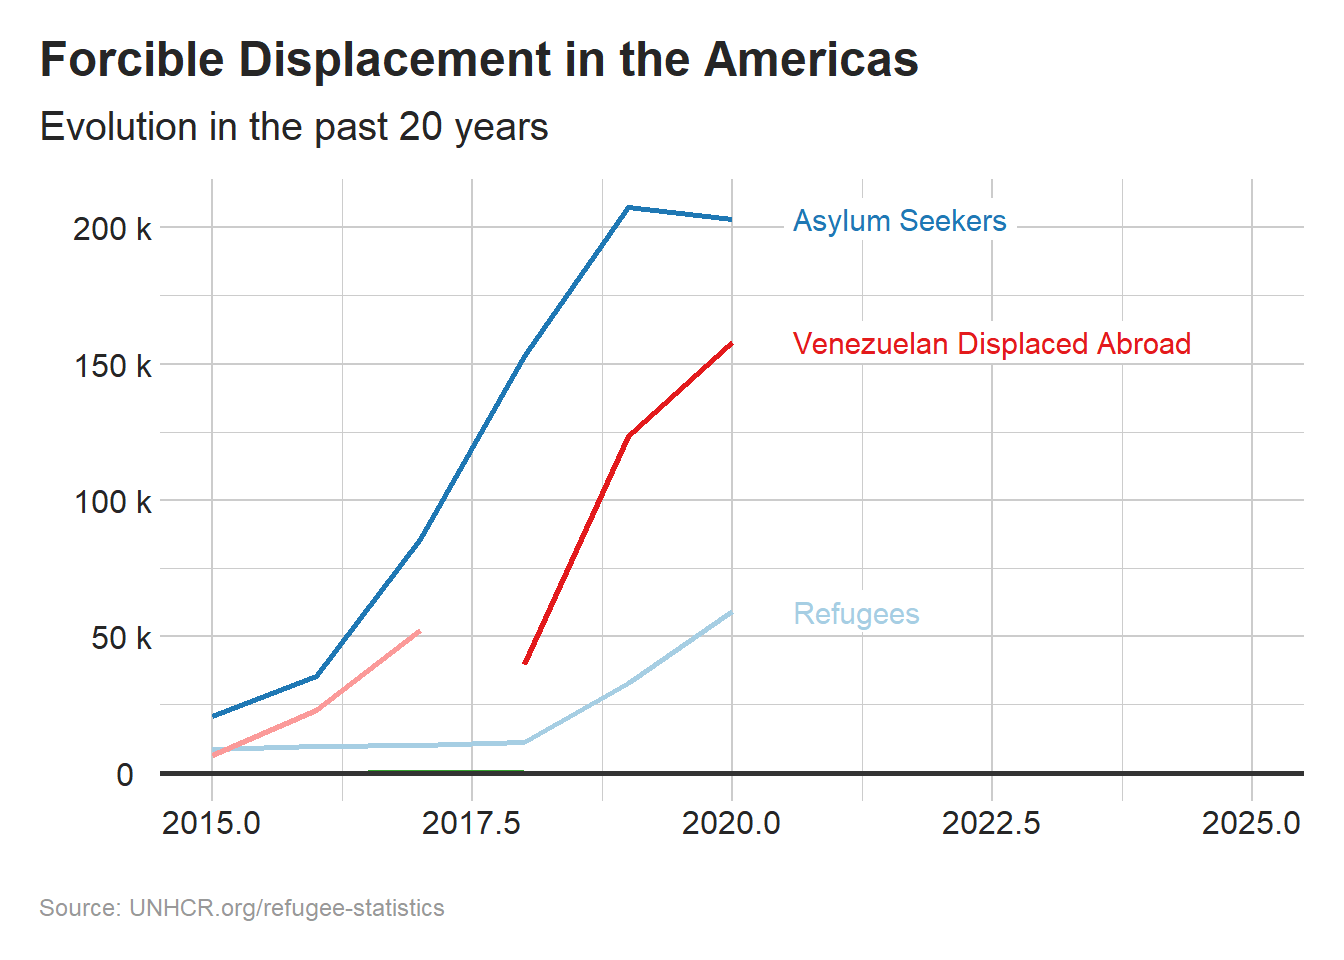 Forcible Displacement in the Americas
Evolution in the past 20 years
200 k
150 k
100 k
50 k
0
Asylum Seekers
Venezuelan Displaced Abroad
Refugees
2015.0 2017.5 2020.0 2022.5 2025.0
Source: UNHCR.org/refugee-statistics